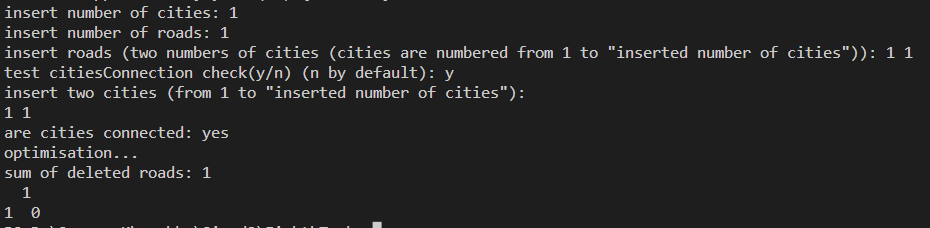 insert number of cities: 1
insert number of roads: 1
insert roads (two numbers of cities (cities are numbered from 1 to "inserted number of cities")): 1 1
test citiesConnection check(y/n) (n by default): y
insert two cities (from 1 to "inserted number of cities"):
1 1
are cities connected: yes
optimisation...
sum of deleted roads: 1
1
1 0